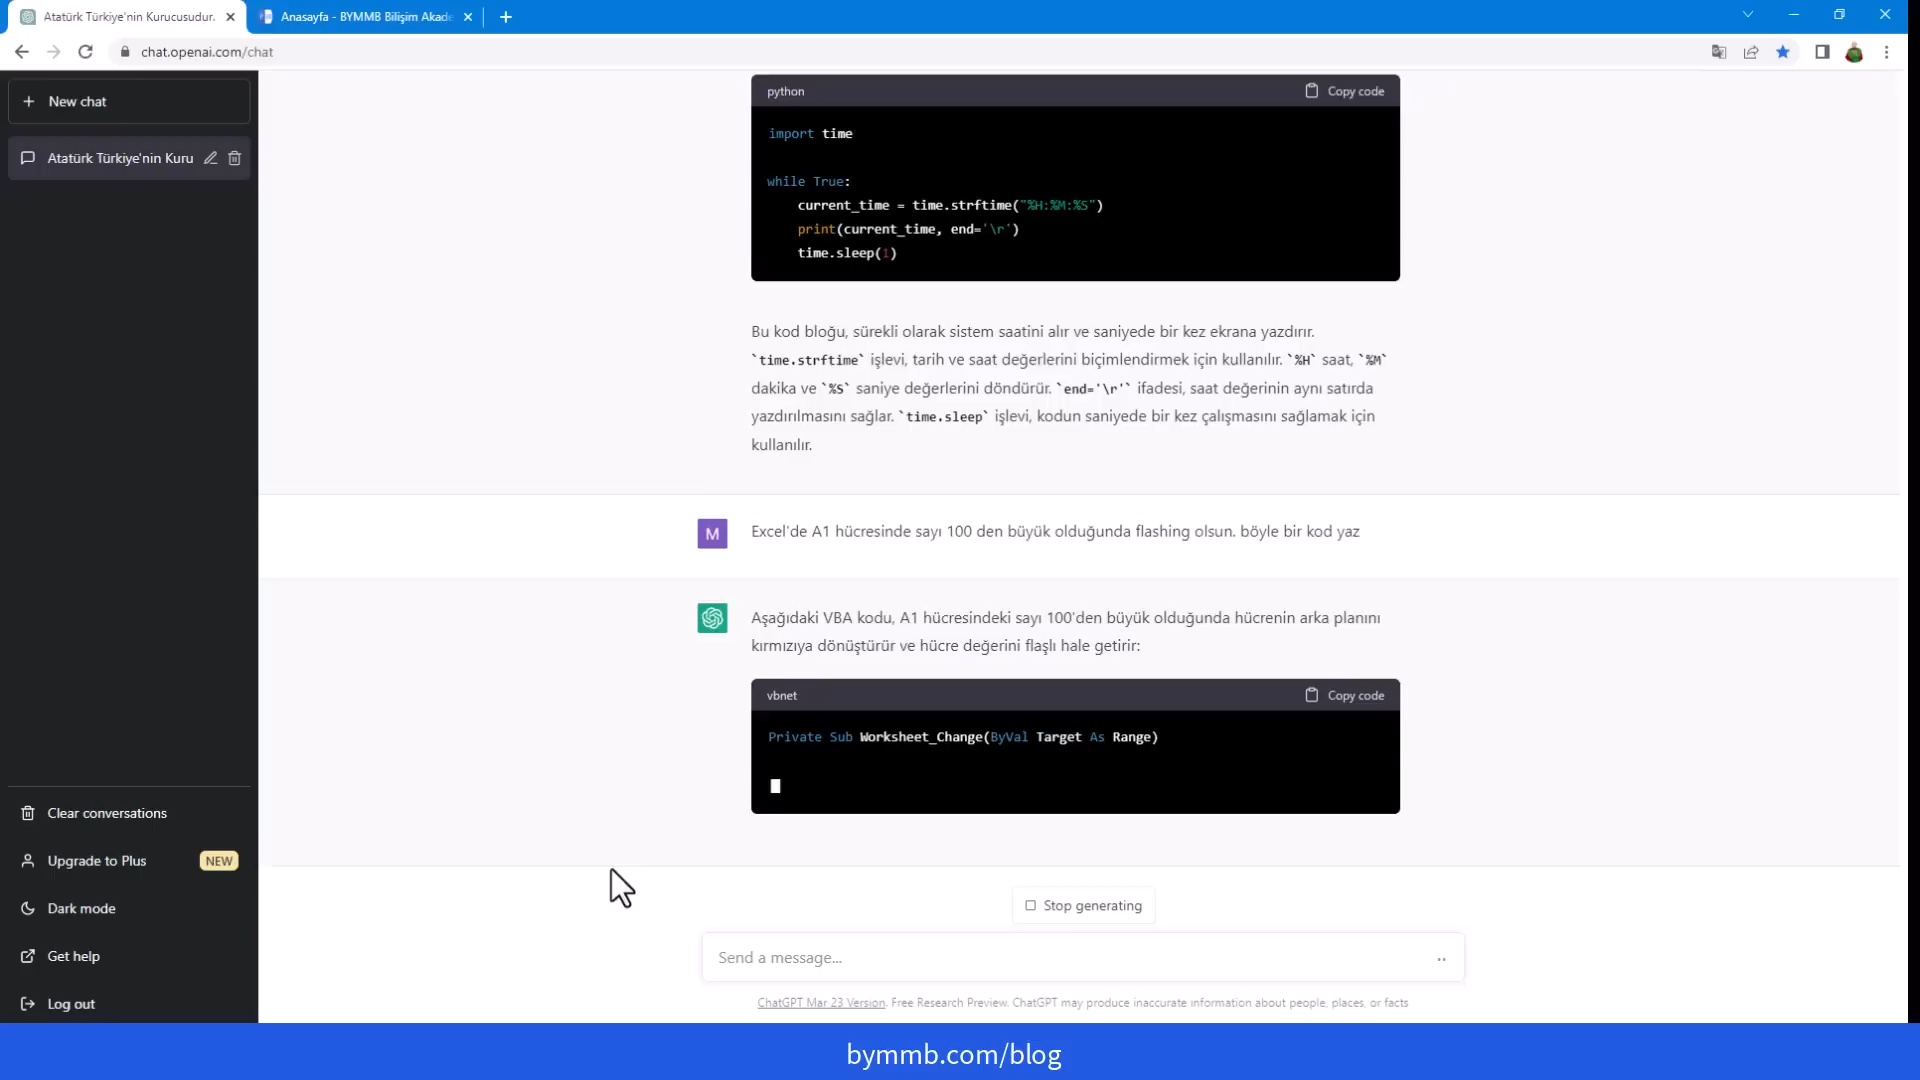 Atatürk Türkiye'nin Kurucusudur.
Anasayfa - BYMMB Bilişim Akade
chat.openai.com/chat
New chat
Atatürk Türkiye'nin Kuru
python
Copy code
import time
while True:
current_time = time.strftime("%H:%M:%S")
print(current_time, end='\r')
time.sleep(1)
Bu kod bloğu, sürekli olarak sistem saatini alır ve saniyede bir kez ekrana yazdırır.
`time.strftime` işlevi, tarih ve saat değerlerini biçimlendirmek için kullanılır. `%H` saat, `%M`
dakika ve `%S` saniye değerlerini döndürür. `end='\r'` ifadesi, saat değerinin aynı satırda
yazdırılmasını sağlar. `time.sleep` işlevi, kodun saniyede bir kez çalışmasını sağlamak için
kullanılır.
M
Excel'de A1 hücresinde sayı 100 den büyük olduğunda flashing olsun. böyle bir kod yaz
Aşağıdaki VBA kodu, A1 hücresindeki sayı 100'den büyük olduğunda hücrenin arka planını
kırmızıya dönüştürür ve hücre değerini flaşlı hale getirir:
vbnet
Copy code
Private Sub Worksheet_Change(ByVal Target As Range)
Clear conversations
Upgrade to Plus
NEW
Dark mode
Get help
Log out
Stop generating
Send a message...
ChatGPT Mar 23 Version. Free Research Preview. ChatGPT may produce inaccurate information about people, places, or facts
bymmb.com/blog